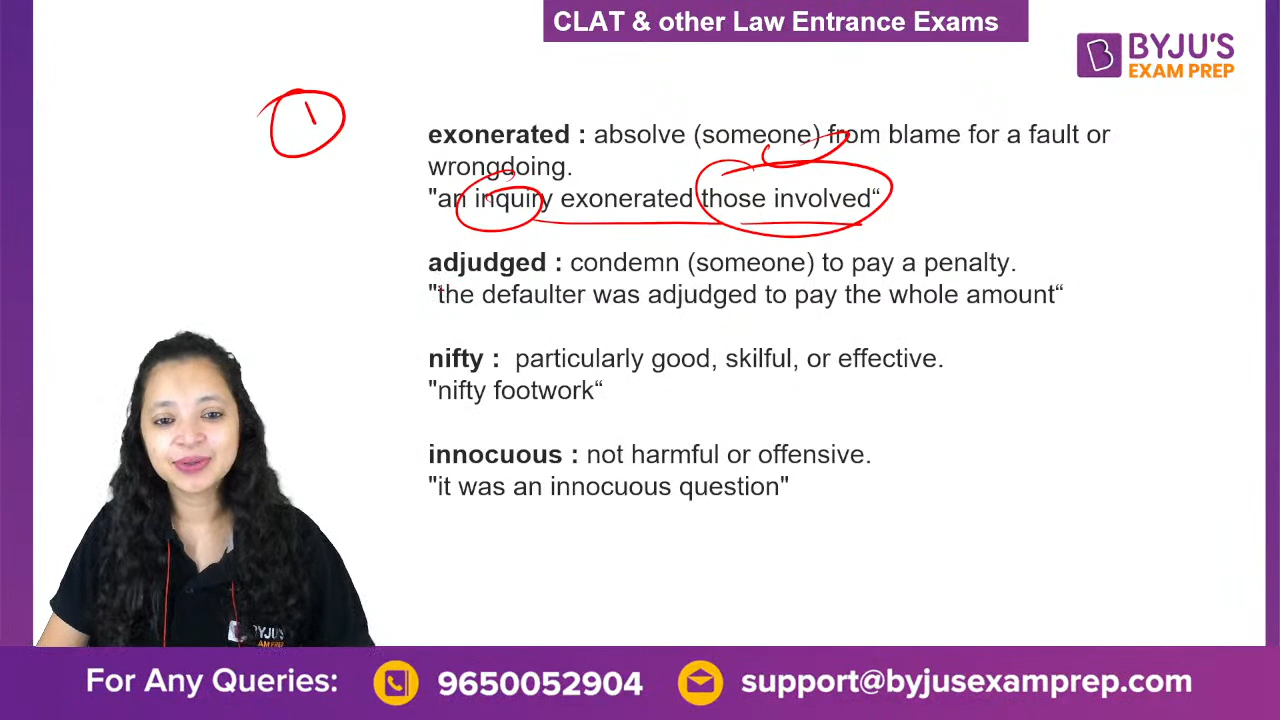 CLAT & other Law Entrance Exams
BYJU'S
EXAM PREP
1
exonerated : absolve (someone) from blame for a fault or
wrongdoing.
"an inquiry exonerated those involved“
adjudged : condemn (someone) to pay a penalty.
"the defaulter was adjudged to pay the whole amount“
nifty :  particularly good, skilful, or effective.
"nifty footwork“
innocuous : not harmful or offensive.
"it was an innocuous question"
BYJU'S
EXAM PREP
For Any Queries:
9650052904
support@byjusexamprep.com